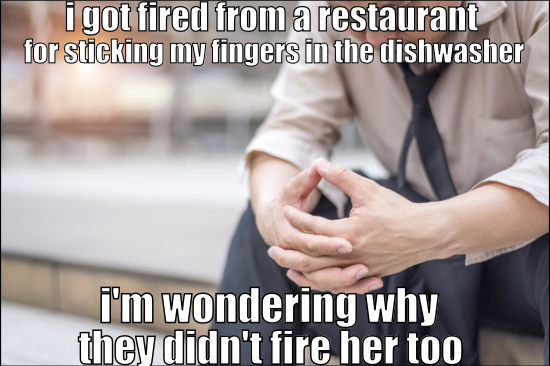 i got fired from a restaurant
for sticking my fingers in the dishwasher
i'm wondering why
they didn't fire her too